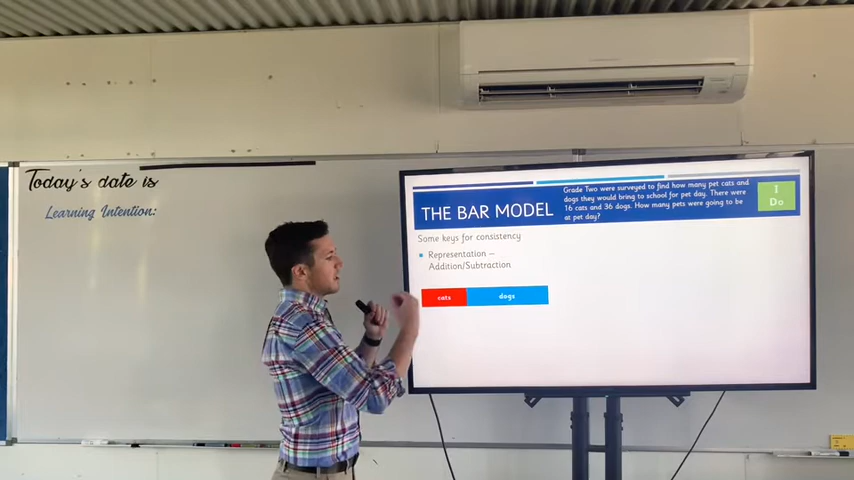 Today's date is
Learning Intention:
THE BAR MODEL
Grade Two were surveyed to find how many pet cats and
dogs they would bring to school for pet day. There were
16 cats and 36 dogs. How many pets were going to be
at pet day?
I
Do
Some keys for consistency
Representation –
Addition/Subtraction
cats
dogs